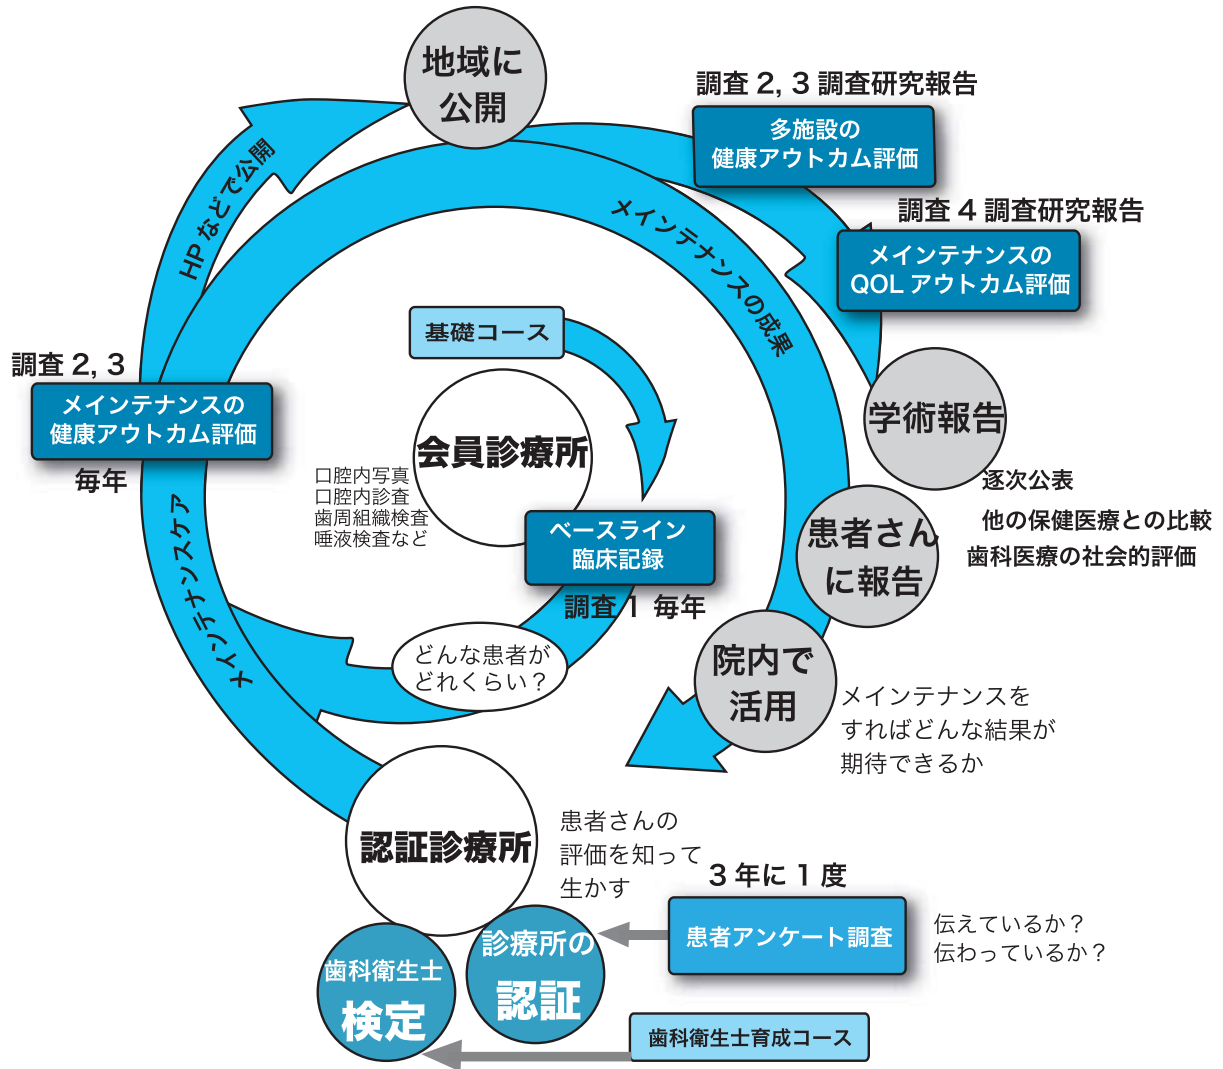 地域に
公開
調査 2, 3 調査研究報告
多施設の
健康アウトカム評価
調査 4 調査研究報告
メインテナンスの
QOL アウトカム評価
HP などで公開
メインテナンスの成果
基礎コース
調査 2, 3
メインテナンスの
健康アウトカム評価
毎年
会員診療所
口腔内写真
口腔内診査
歯周組織検査
唾液検査など
ベースライン
臨床記録
調査 1 毎年
学術報告
逐次公表
他の保健医療との比較
歯科医療の社会的評価
患者さん
に報告
メインテナンスケア
どんな患者が
どれくらい？
院内で
活用
メインテナンスを
すればどんな結果が
期待できるか
認証診療所
患者さんの
評価を知って
生かす
3 年に 1 度
患者アンケート調査
伝えているか？
伝わっているか？
診療所の
認証
歯科衛生士
検定
歯科衛生士育成コース